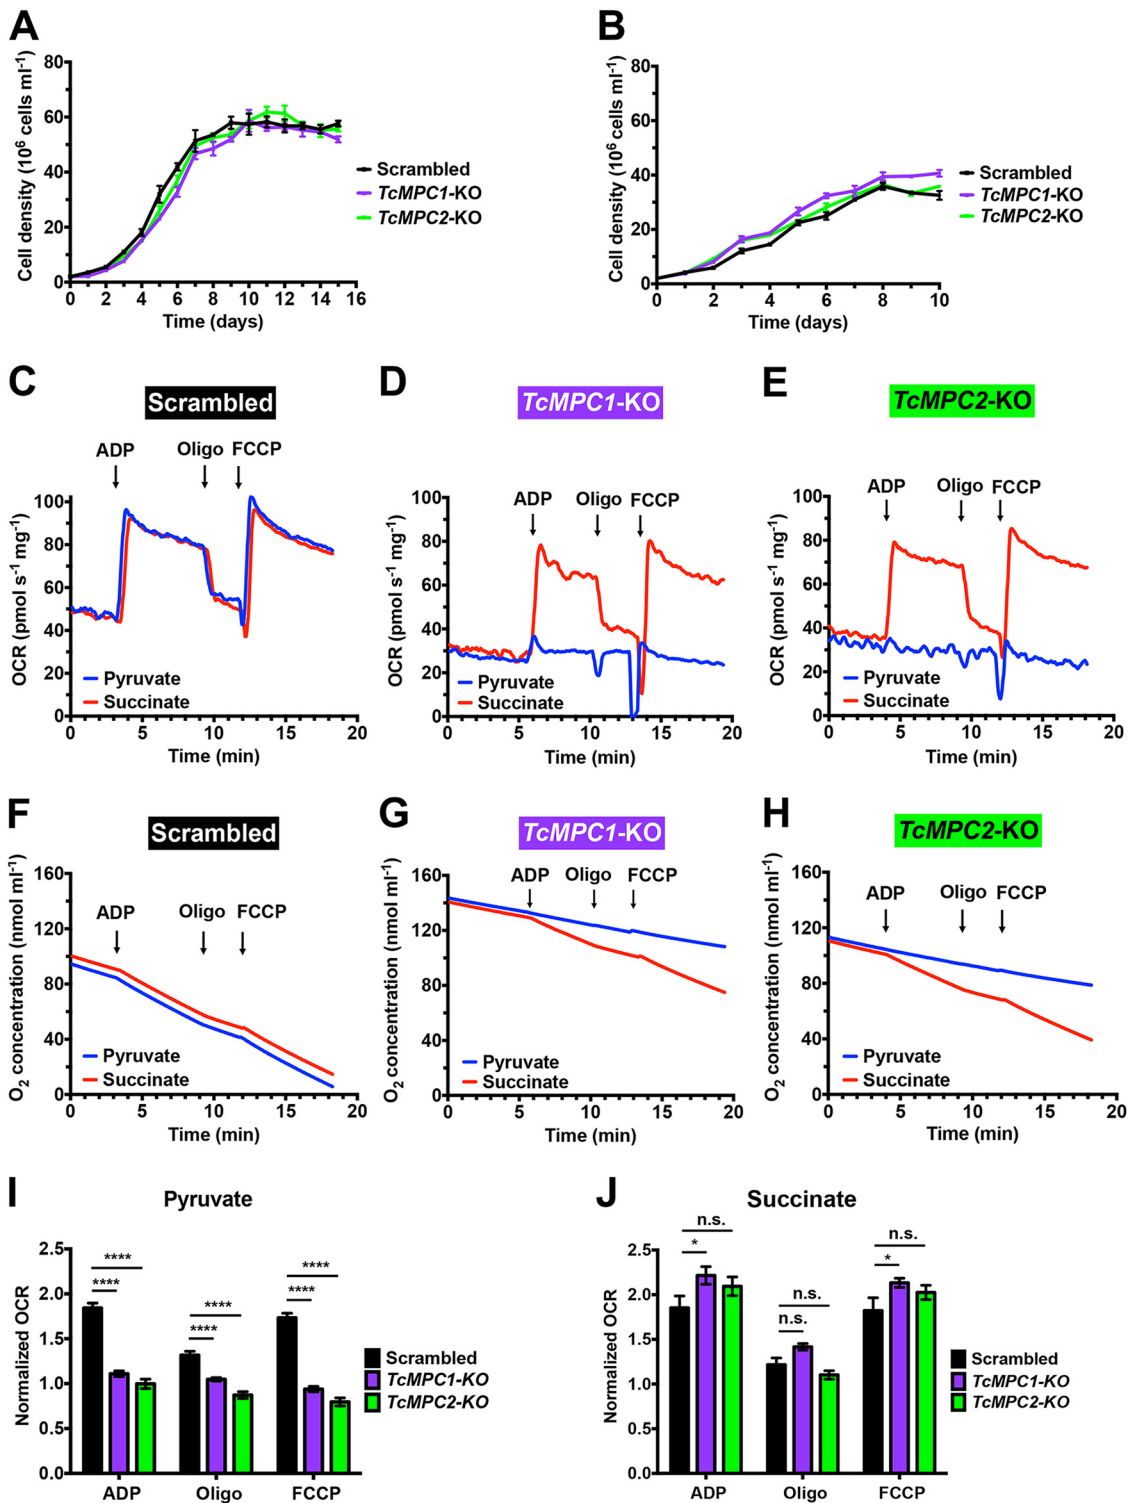 A
Cell density (10⁶ cells ml⁻¹)
80
60
40
20
0
0 2 4 6 8 10 12 14 16
Time (days)
Scrambled
TcMPC1-KO
TcMPC2-KO
B
Cell density (10⁶ cells ml⁻¹)
80
60
40
20
0
0 2 4 6 8 10
Time (days)
Scrambled
TcMPC1-KO
TcMPC2-KO
C
Scrambled
ADP Oligo FCCP
OCR (pmol s⁻¹ mg⁻¹)
100
80
60
40
20
0
Pyruvate
Succinate
0 5 10 15 20
Time (min)
D
TcMPC1-KO
ADP Oligo FCCP
OCR (pmol s⁻¹ mg⁻¹)
100
80
60
40
20
0
Pyruvate
Succinate
0 5 10 15 20
Time (min)
E
TcMPC2-KO
ADP Oligo FCCP
OCR (pmol s⁻¹ mg⁻¹)
100
80
60
40
20
0
Pyruvate
Succinate
0 5 10 15 20
Time (min)
F
Scrambled
ADP Oligo FCCP
O₂ concentration (nmol ml⁻¹)
160
120
80
40
0
Pyruvate
Succinate
0 5 10 15 20
Time (min)
G
TcMPC1-KO
ADP Oligo FCCP
O₂ concentration (nmol ml⁻¹)
160
120
80
40
0
Pyruvate
Succinate
0 5 10 15 20
Time (min)
H
TcMPC2-KO
ADP Oligo FCCP
O₂ concentration (nmol ml⁻¹)
160
120
80
40
0
Pyruvate
Succinate
0 5 10 15 20
Time (min)
I
Pyruvate
Normalized OCR
2.5
2.0
1.5
1.0
0.5
0.0
****
****
****
****
****
****
ADP Oligo FCCP
Scrambled
TcMPC1-KO
TcMPC2-KO
J
Succinate
Normalized OCR
2.5
2.0
1.5
1.0
0.5
0.0
n.s.
*
n.s.
n.s.
n.s.
*
ADP Oligo FCCP
Scrambled
TcMPC1-KO
TcMPC2-KO